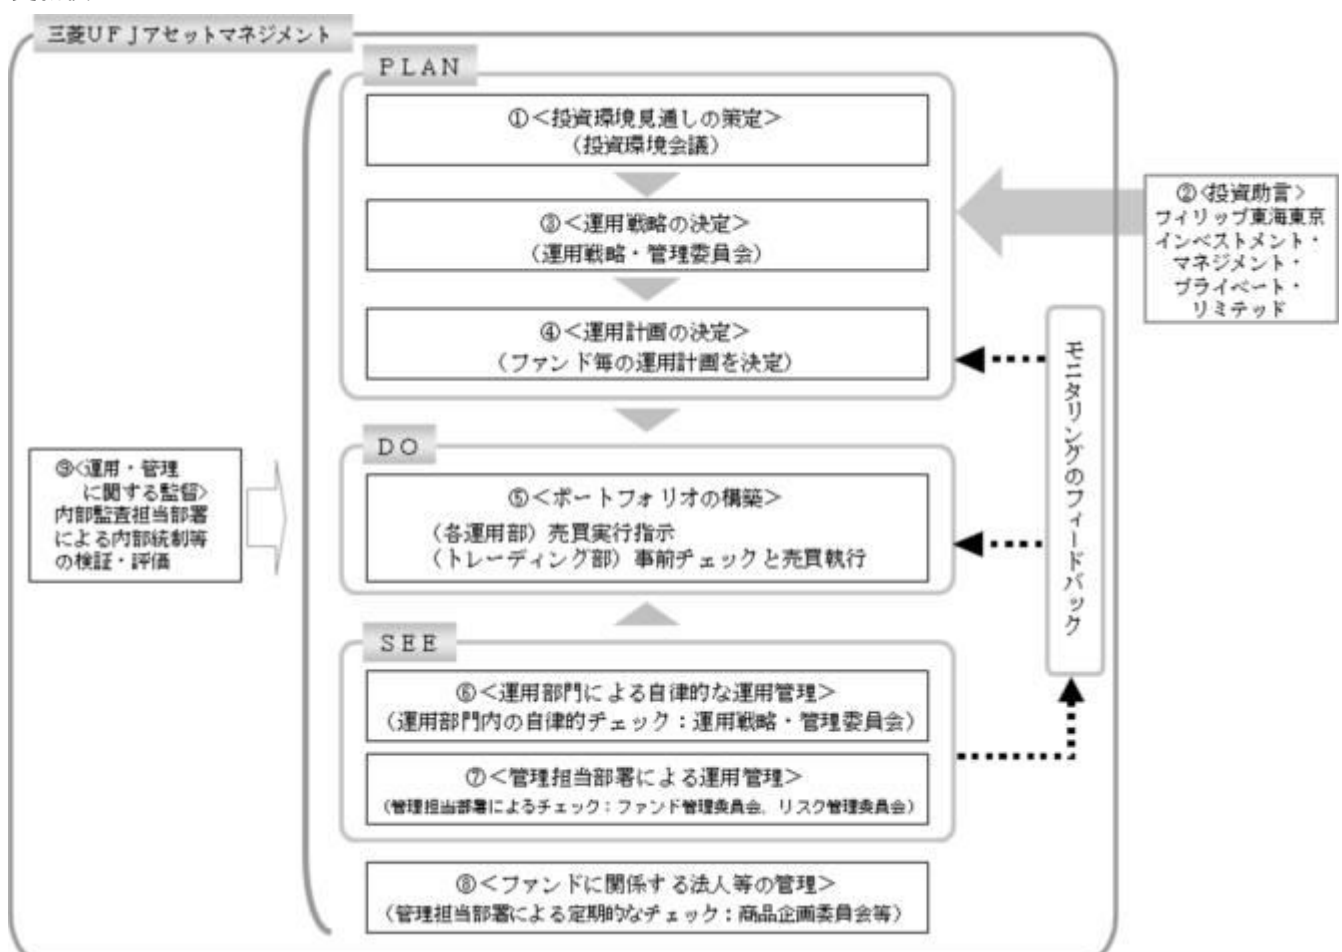 三菱UFJアセットマネジメント
PLAN
①<投資環境見通しの策定>
(投資環境会議)
②<投資助言>
フィリップ東海東京
インベストメント・
マネジメント・
プライベート・
リミテッド
③<運用戦略の決定>
(運用戦略・管理委員会)
④<運用計画の決定>
(ファンド毎の運用計画を決定)
モニタリングのフィードバック
DO
⑤<ポートフォリオの構築>
(各運用部)売買実行指示
(トレーディング部)事前チェックと売買執行
⑨<運用・管理
に関する監督>
内部監査担当部署
による内部統制等
の検証・評価
SEE
⑥<運用部門による自律的な運用管理>
(運用部門内の自律的チェック:運用戦略・管理委員会)
⑦<管理担当部署による運用管理>
(管理担当部署によるチェック:ファンド管理委員会、リスク管理委員会)
⑧<ファンドに関係する法人等の管理>
(管理担当部署による定期的なチェック:商品企画委員会等)